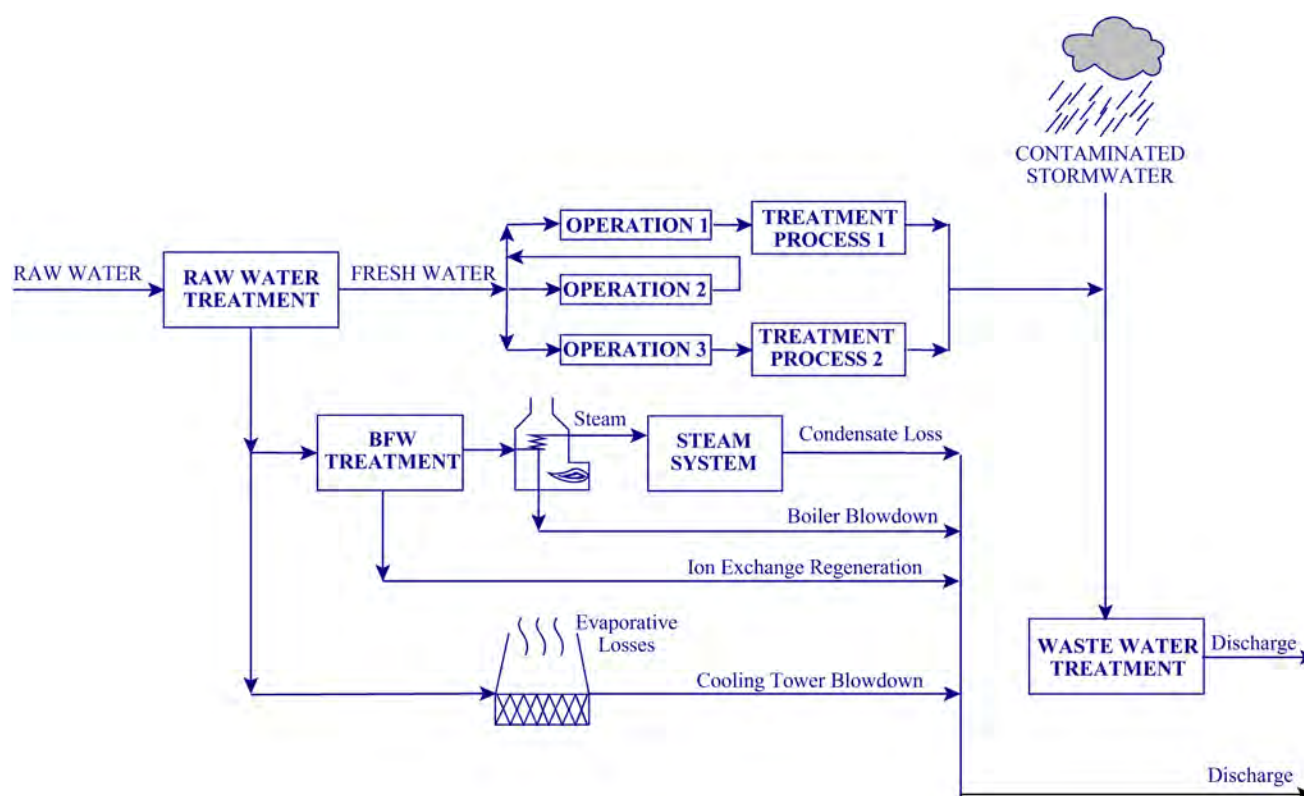 CONTAMINATED
STORMWATER
OPERATION 1
TREATMENT
PROCESS 1
RAW WATER
RAW WATER
TREATMENT
FRESH WATER
OPERATION 2
OPERATION 3
TREATMENT
PROCESS 2
BFW
TREATMENT
Steam
STEAM
SYSTEM
Condensate Loss
Boiler Blowdown
Ion Exchange Regeneration
Evaporative
Losses
Cooling Tower Blowdown
WASTE WATER
TREATMENT
Discharge
Discharge